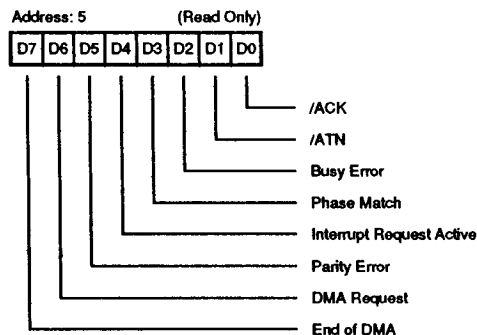 Address: 5 (Read Only)
D7 D6 D5 D4 D3 D2 D1 D0
/ACK
/ATN
Busy Error
Phase Match
Interrupt Request Active
Parity Error
DMA Request
End of DMA